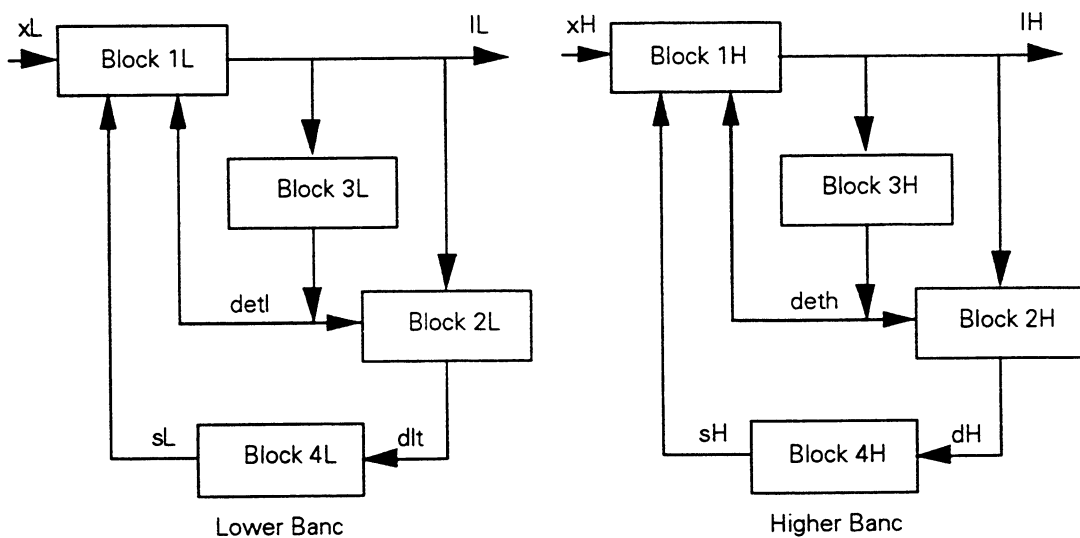 xL
Block 1L
IL
Block 3L
detl
Block 2L
sL
Block 4L
dlt
Lower Banc
xH
Block 1H
IH
Block 3H
deth
Block 2H
sH
Block 4H
dH
Higher Banc